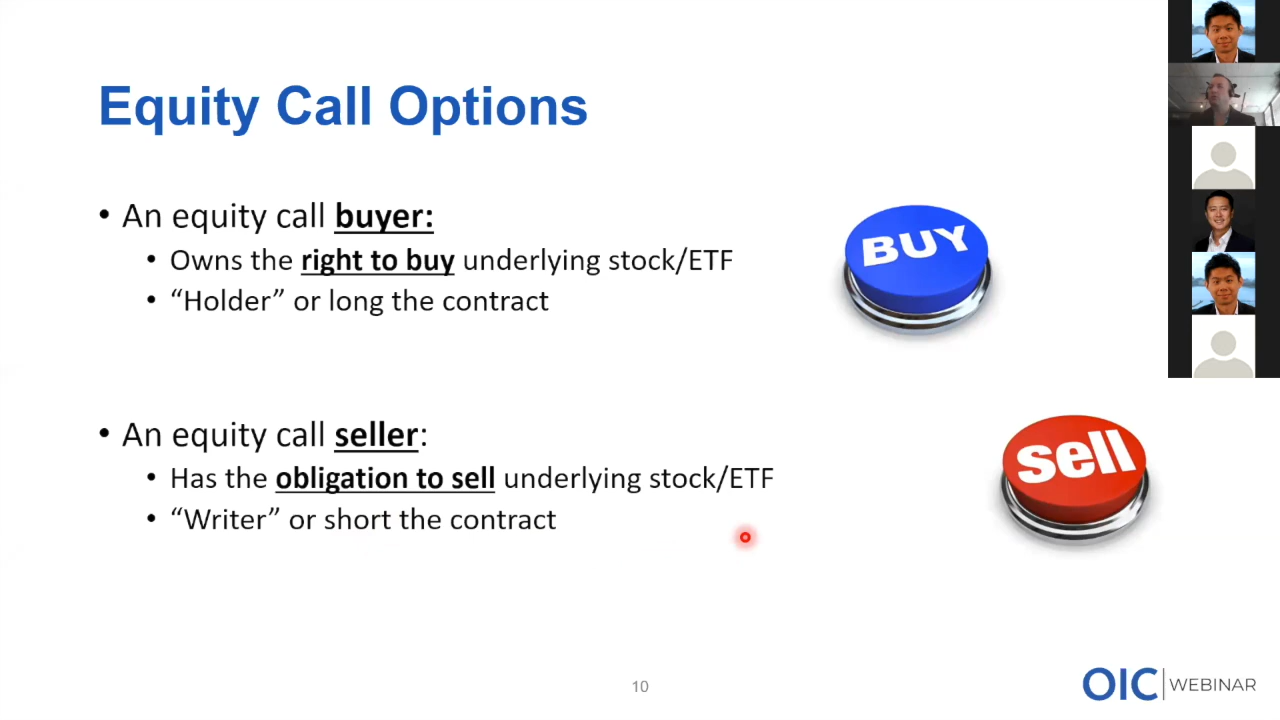 Equity Call Options
• An equity call buyer:
• Owns the right to buy underlying stock/ETF
• “Holder” or long the contract
BUY
• An equity call seller:
• Has the obligation to sell underlying stock/ETF
• “Writer” or short the contract
sell
10
OIC WEBINAR